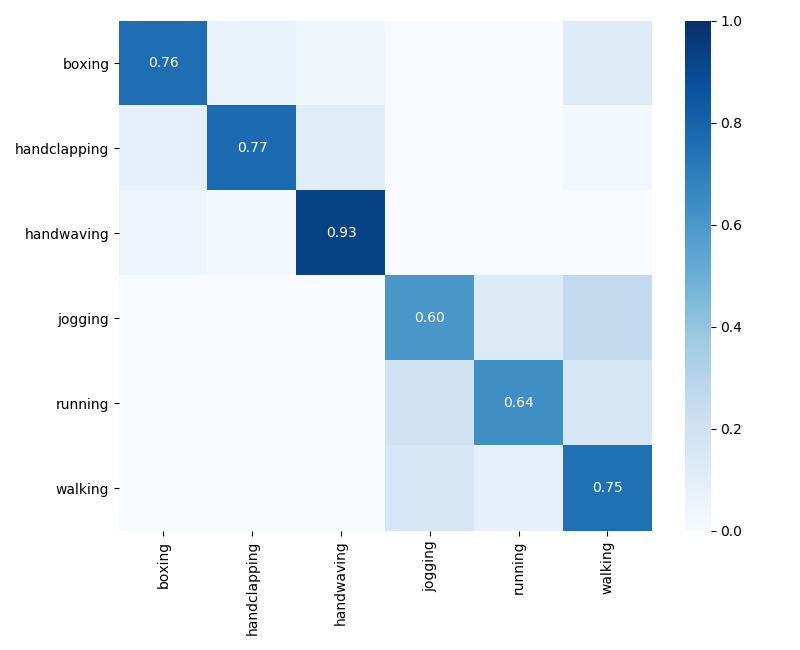 boxing
handclapping
handwaving
jogging
running
walking
0.76
0.77
0.93
0.60
0.64
0.75
boxing
handclapping
handwaving
jogging
running
walking
1.0
0.8
0.6
0.4
0.2
0.0